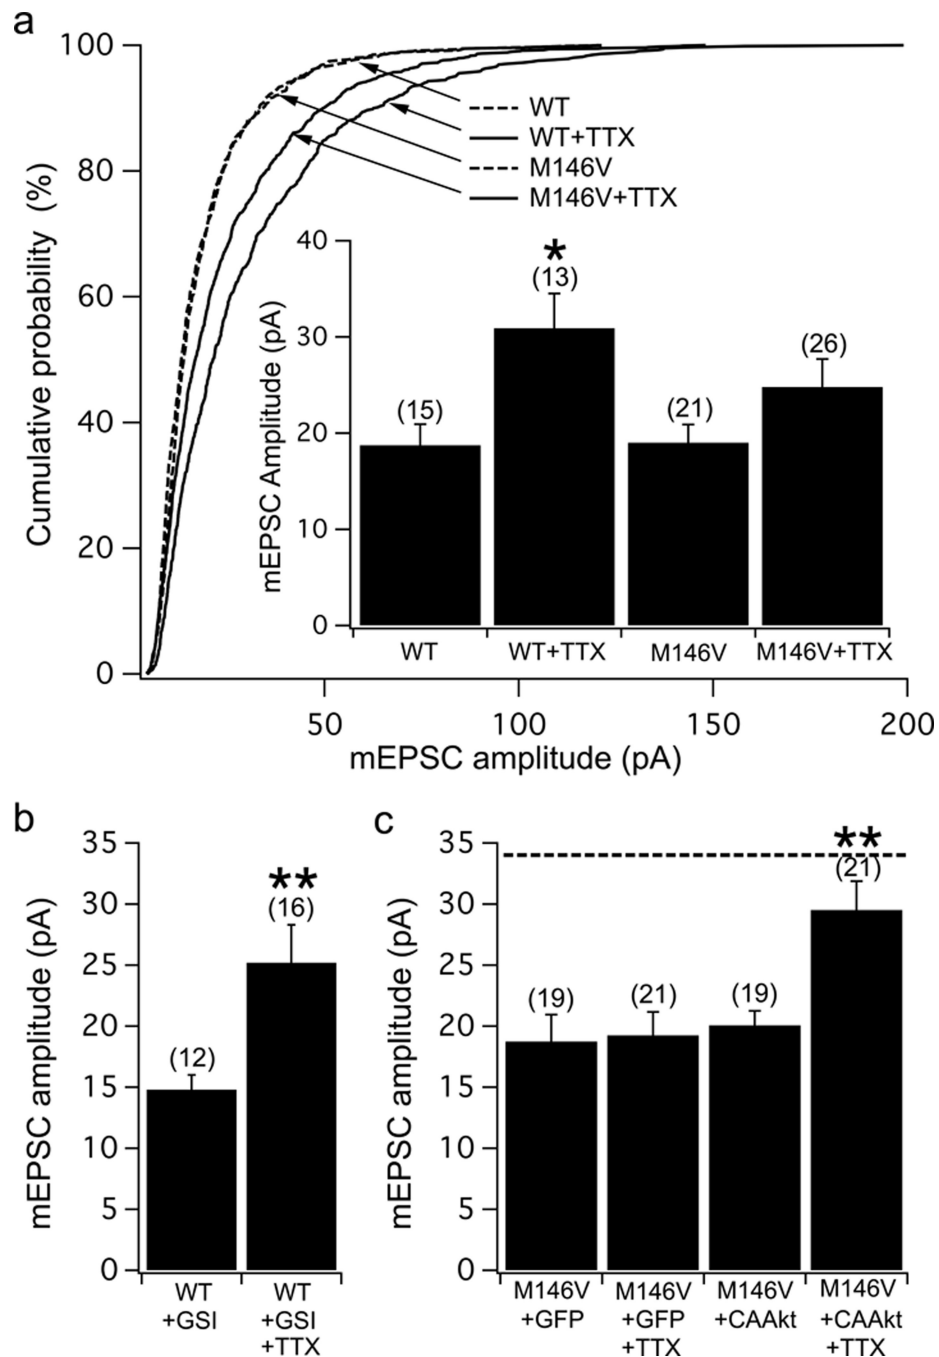 a
100
80
60
40
20
0
Cumulative probability (%)
WT
WT+TTX
M146V
M146V+TTX
40
30
20
10
0
mEPSC Amplitude (pA)
*
(15)
(13)
(21)
(26)
WT
WT+TTX
M146V
M146V+TTX
50
100
150
200
mEPSC amplitude (pA)
b
35
30
25
20
15
10
5
0
mEPSC amplitude (pA)
**
(12)
(16)
WT
+GSI
WT
+GSI
+TTX
c
35
30
25
20
15
10
5
0
mEPSC amplitude (pA)
**
(19)
(21)
(19)
(21)
M146V
+GFP
M146V
+GFP
+TTX
M146V
+CAAkt
M146V
+CAAkt
+TTX